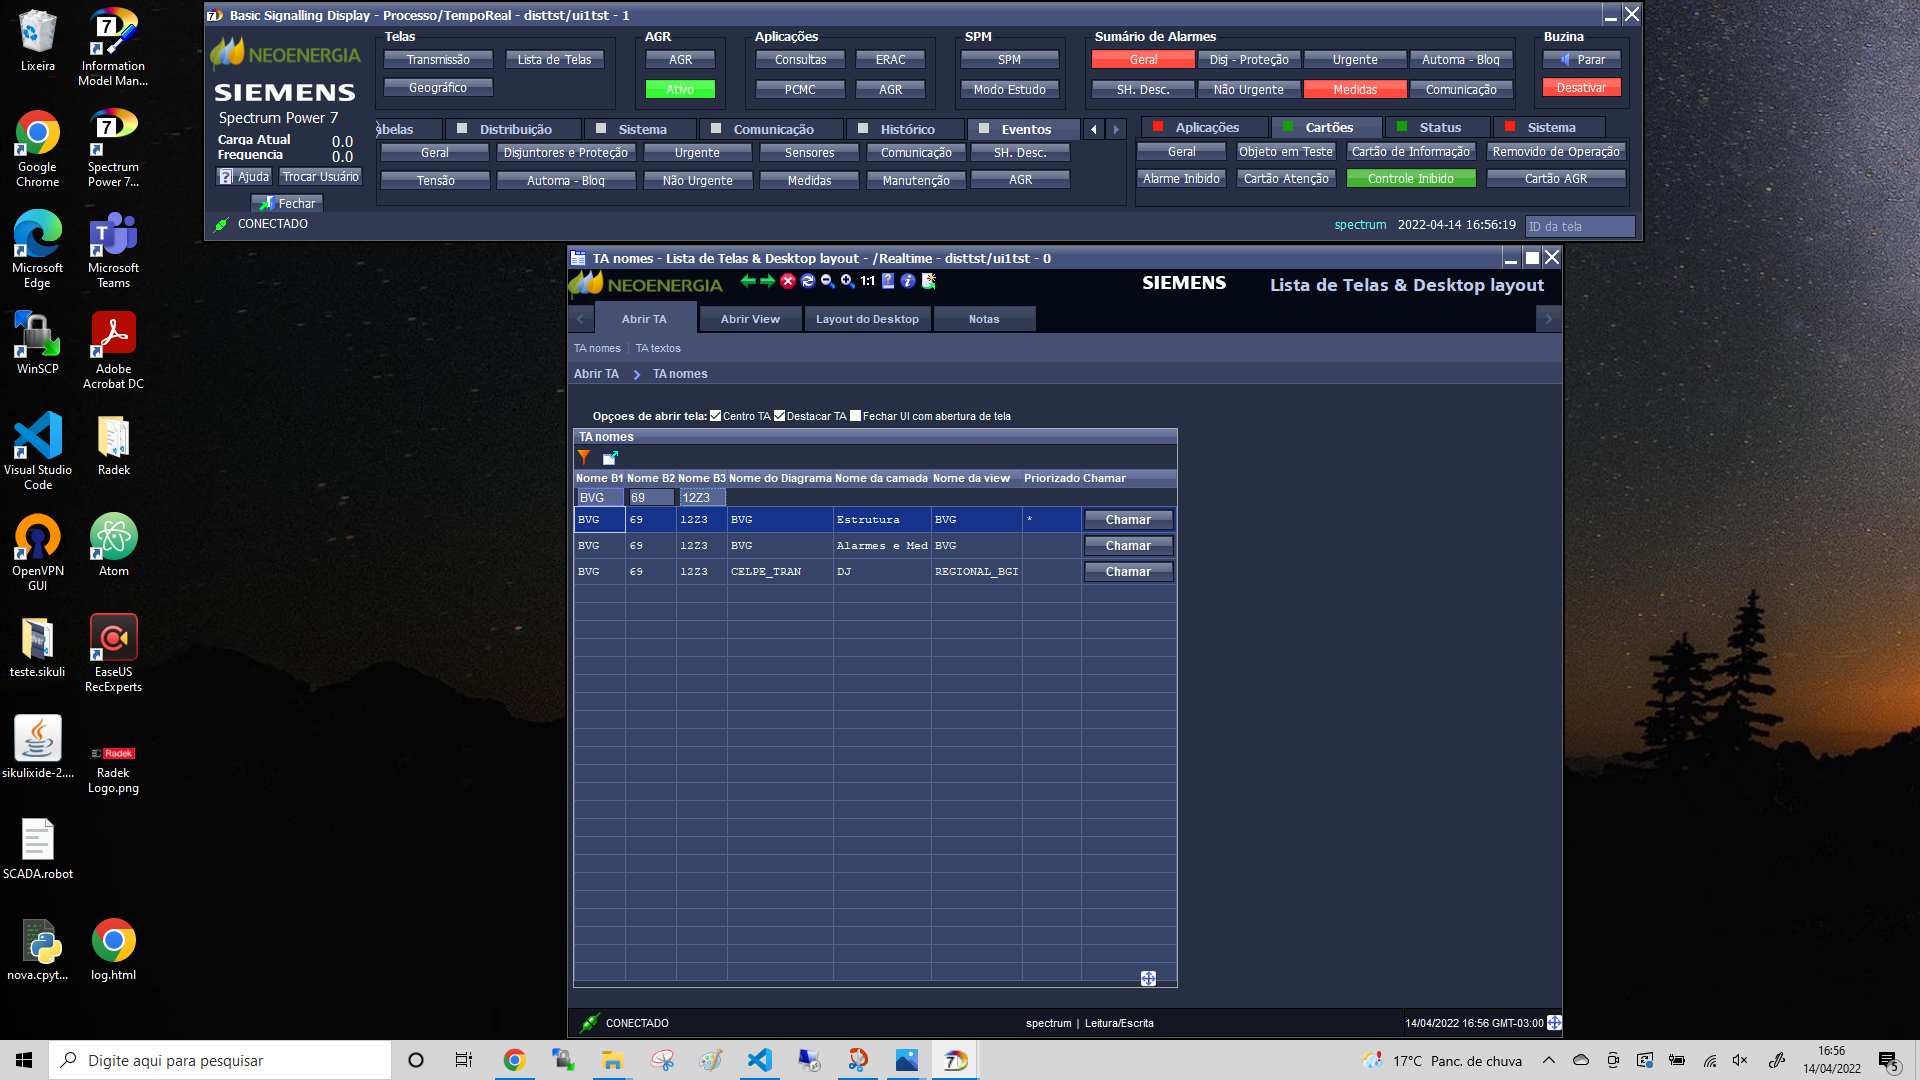 Lixeira
Information
Model Man...
Google
Chrome
Spectrum
Power 7...
Microsoft
Edge
Microsoft
Teams
WinSCP
Adobe
Acrobat DC
Visual Studio
Code
Radek
OpenVPN
GUI
Atom
teste.sikuli
EaseUS
RecExperts
sikulixide-2....
Radek
Radek
Logo.png
SCADA.robot
nova.cpyt...
log.html
Basic Signalling Display - Processo/TempoReal - disttst/ui1tst - 1
NEOENERGIA
SIEMENS
Spectrum Power 7
Carga Atual 0.0
Frequencia 0.0
Ajuda Trocar Usuário
Fechar
CONECTADO
Telas
Transmissão Lista de Telas
Geográfico
AGR
AGR
Ativo
Aplicações
Consultas ERAC
PCMC AGR
SPM
SPM
Modo Estudo
Sumário de Alarmes
Geral Disj - Proteção Urgente Automa - Bloq
SH. Desc. Não Urgente Medidas Comunicação
Buzina
Parar
Desativar
abelas Distribuição Sistema Comunicação Histórico Eventos
Geral Disjuntores e Proteção Urgente Sensores Comunicação SH. Desc.
Tensão Automa - Bloq Não Urgente Medidas Manutenção AGR
Aplicações Cartões Status Sistema
Geral Objeto em Teste Cartão de Informação Removido de Operação
Alarme Inibido Cartão Atenção Controle Inibido Cartão AGR
spectrum 2022-04-14 16:56:19 ID da tela
TA nomes - Lista de Telas & Desktop layout - /Realtime - disttst/ui1tst - 0
NEOENERGIA 1:1 SIEMENS Lista de Telas & Desktop layout
Abrir TA Abrir View Layout do Desktop Notas
TA nomes TA textos
Abrir TA TA nomes
Opçoes de abrir tela: Centro TA Destacar TA Fechar UI com abertura de tela
TA nomes
Nome B1 Nome B2 Nome B3 Nome do Diagrama Nome da camada Nome da view Priorizado Chamar
BVG 69 12Z3
BVG 69 12Z3 BVG Estrutura BVG * Chamar
BVG 69 12Z3 BVG Alarmes e Med BVG Chamar
BVG 69 12Z3 CELPE_TRAN DJ REGIONAL_BGI Chamar
CONECTADO spectrum | Leitura/Escrita 14/04/2022 16:56 GMT-03:00
Digite aqui para pesquisar
17°C Panc. de chuva
16:56
14/04/2022
5